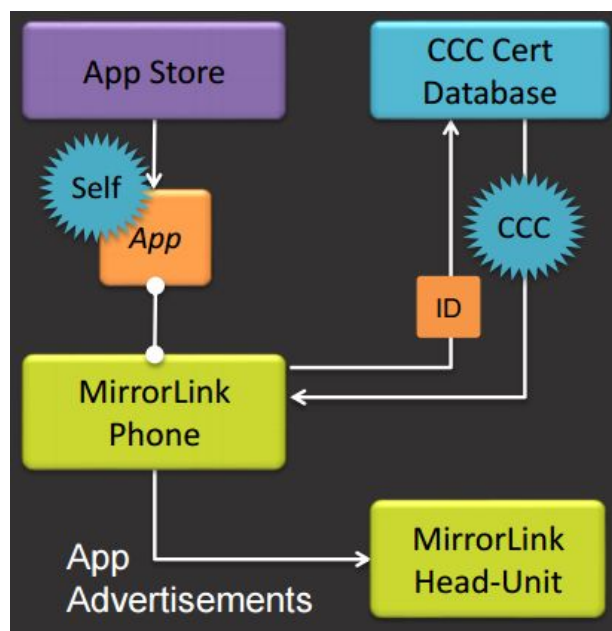 App Store
CCC Cert
Database
Self
App
CCC
ID
MirrorLink
Phone
App
Advertisements
MirrorLink
Head-Unit